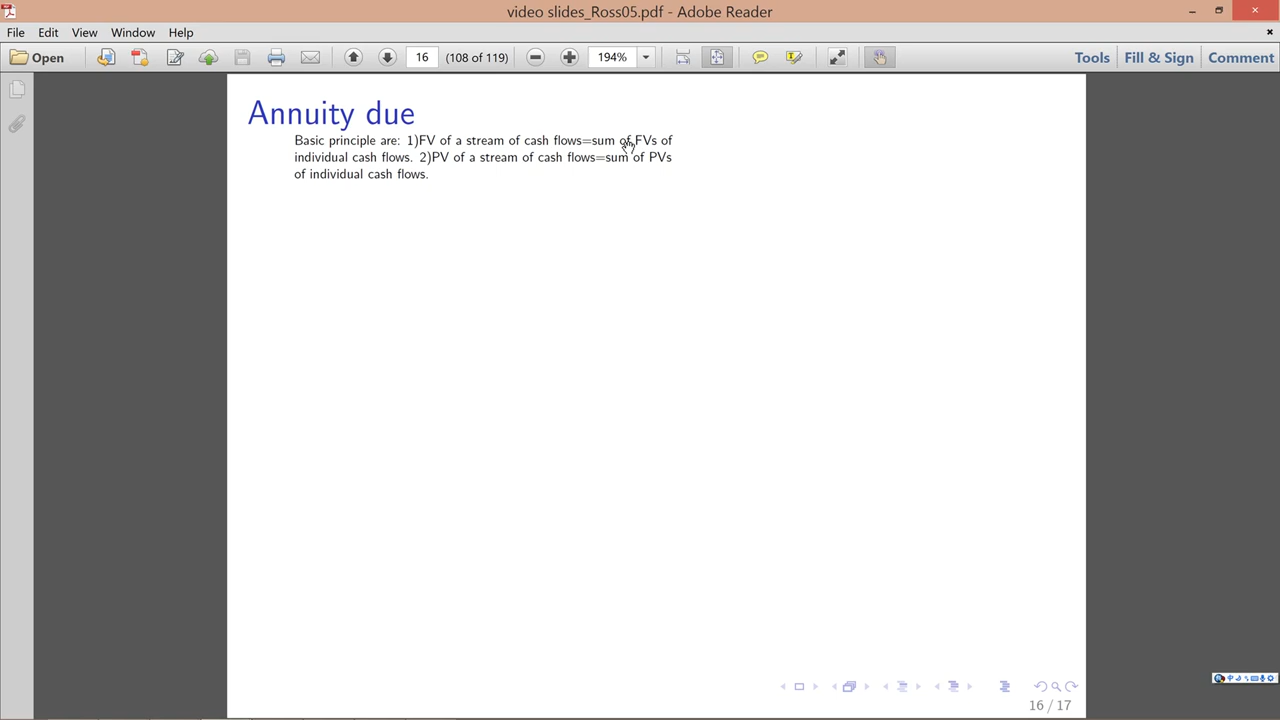 video slides_Ross05.pdf - Adobe Reader
File Edit View Window Help
Open 16 (108 of 119) 194% Tools Fill & Sign Comment
Annuity due
Basic principle are: 1)FV of a stream of cash flows=sum of FVs of
individual cash flows. 2)PV of a stream of cash flows=sum of PVs
of individual cash flows.
16 / 17